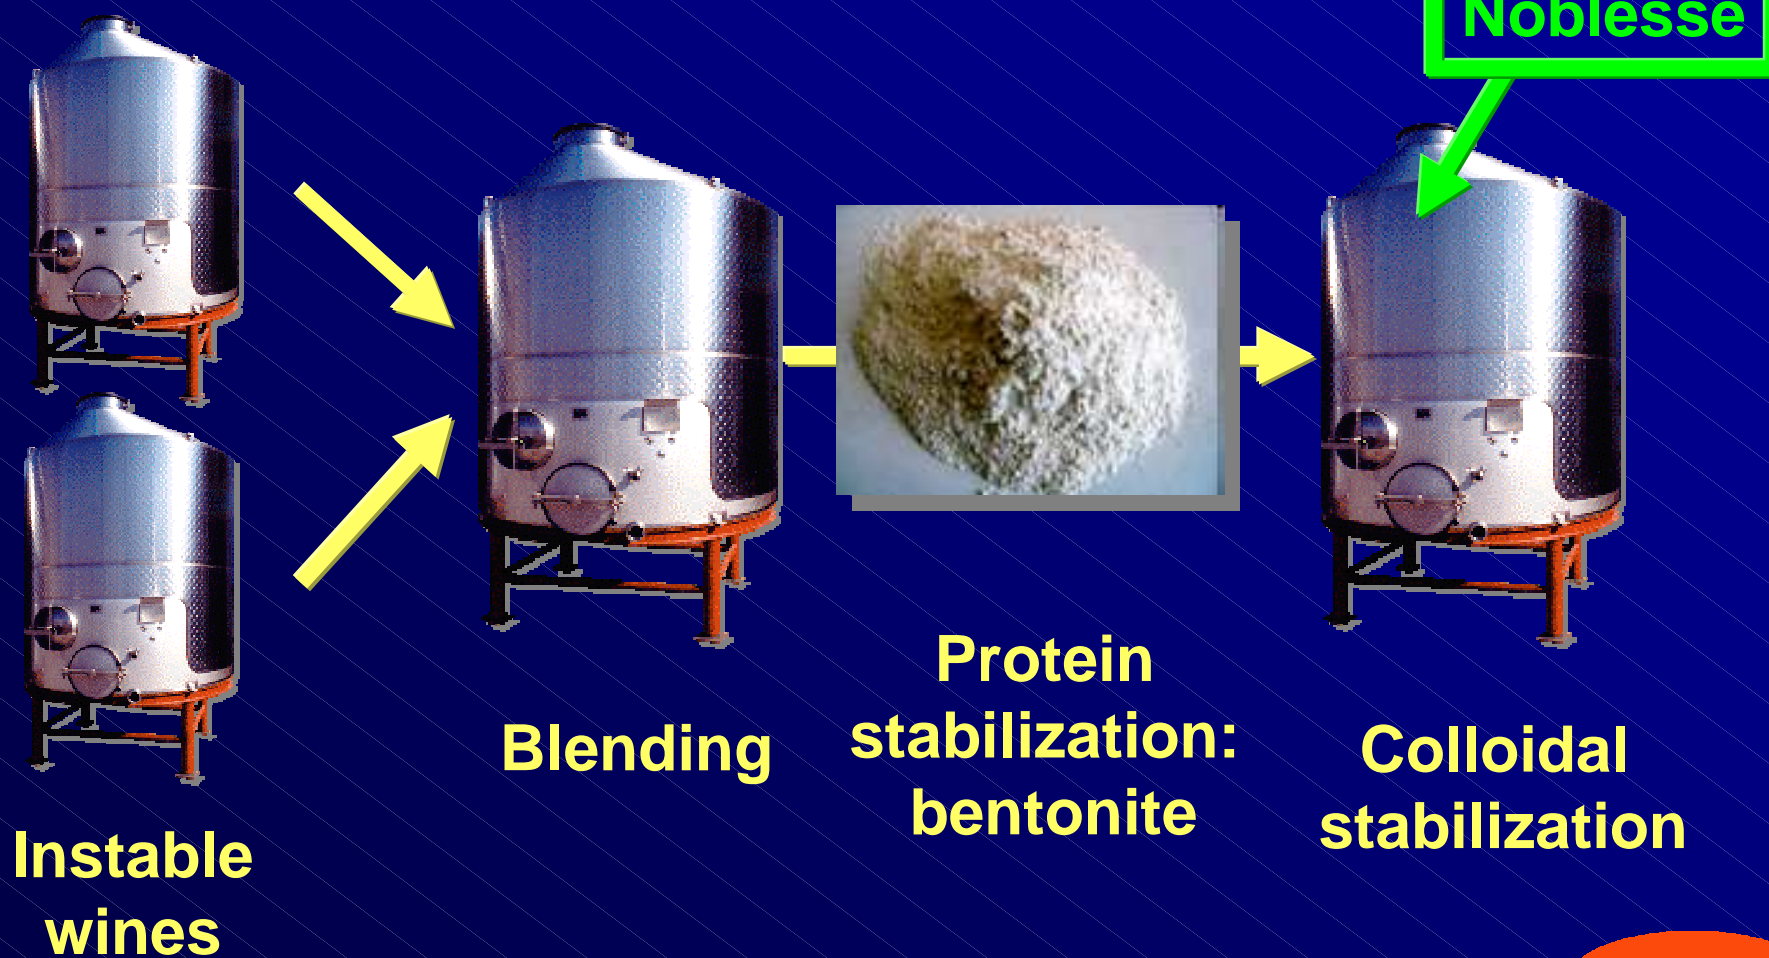 Noblesse
Protein
stabilization:
bentonite
Blending
Colloidal
stabilization
Instable
wines